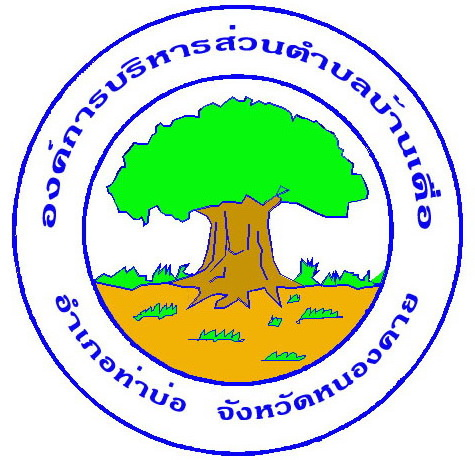 องค์การบริหารส่วนตำบลบ้านเดื่อ
อำเภอท่าบ่อ จังหวัดหนองคาย